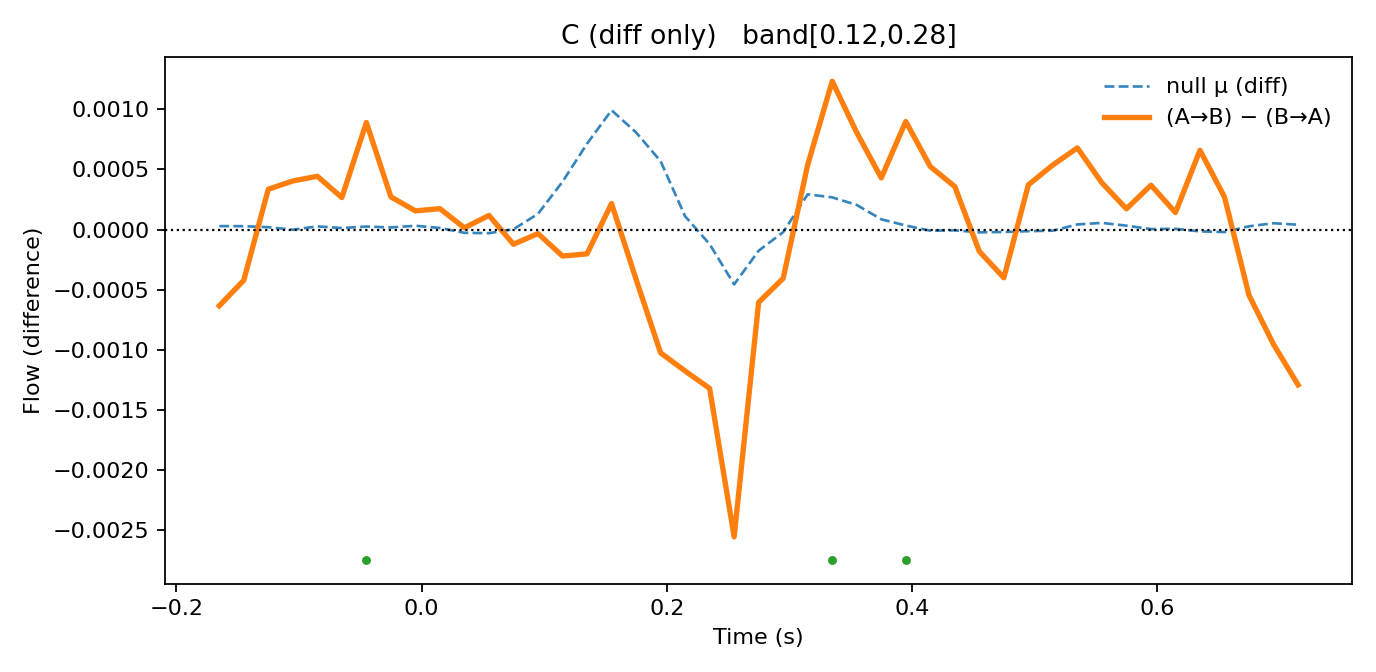 C (diff only)   band[0.12,0.28]
null μ (diff)
(A→B) − (B→A)
Flow (difference)
0.0010
0.0005
0.0000
−0.0005
−0.0010
−0.0015
−0.0020
−0.0025
−0.2
0.0
0.2
0.4
0.6
Time (s)